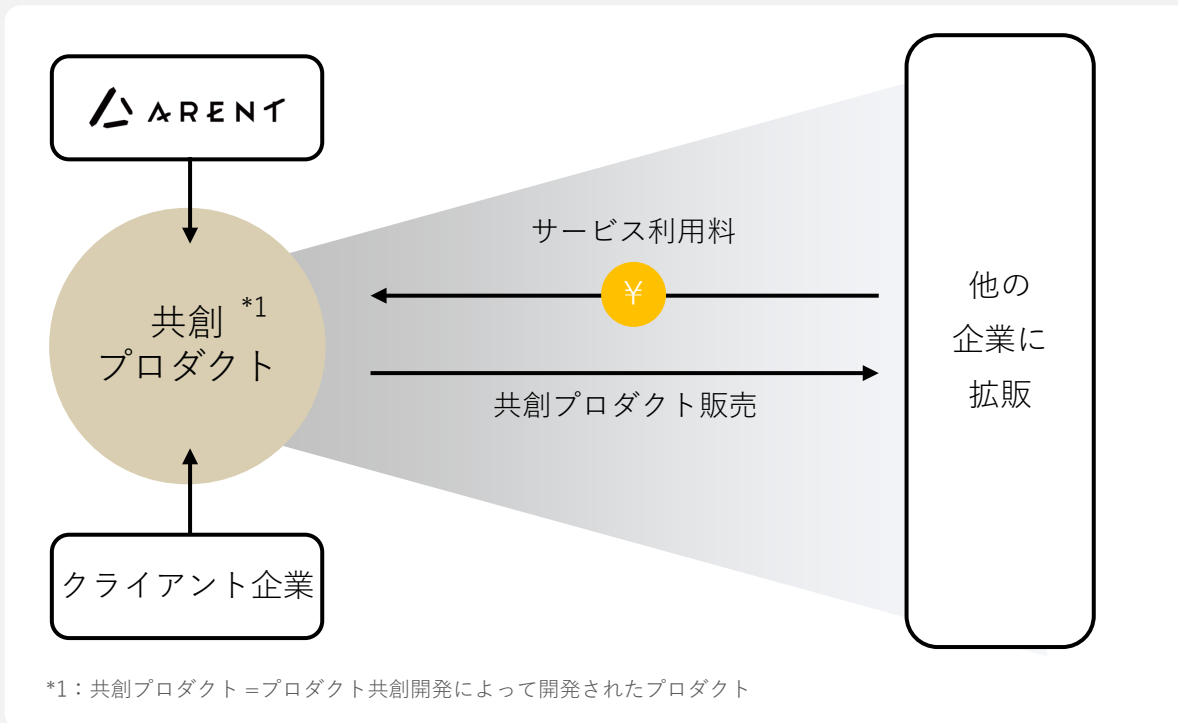 ARENT
サービス利用料
¥
共創 *1
プロダクト
共創プロダクト販売
他の
企業に
拡販
クライアント企業
*1：共創プロダクト =プロダクト共創開発によって開発されたプロダクト